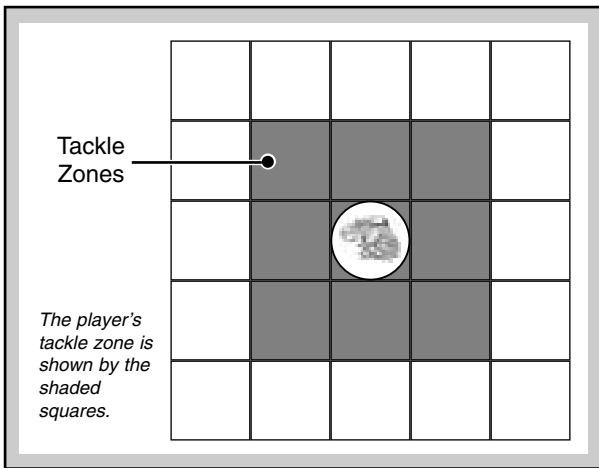 Tackle
Zones
The player's
tackle zone is
shown by the
shaded
squares.